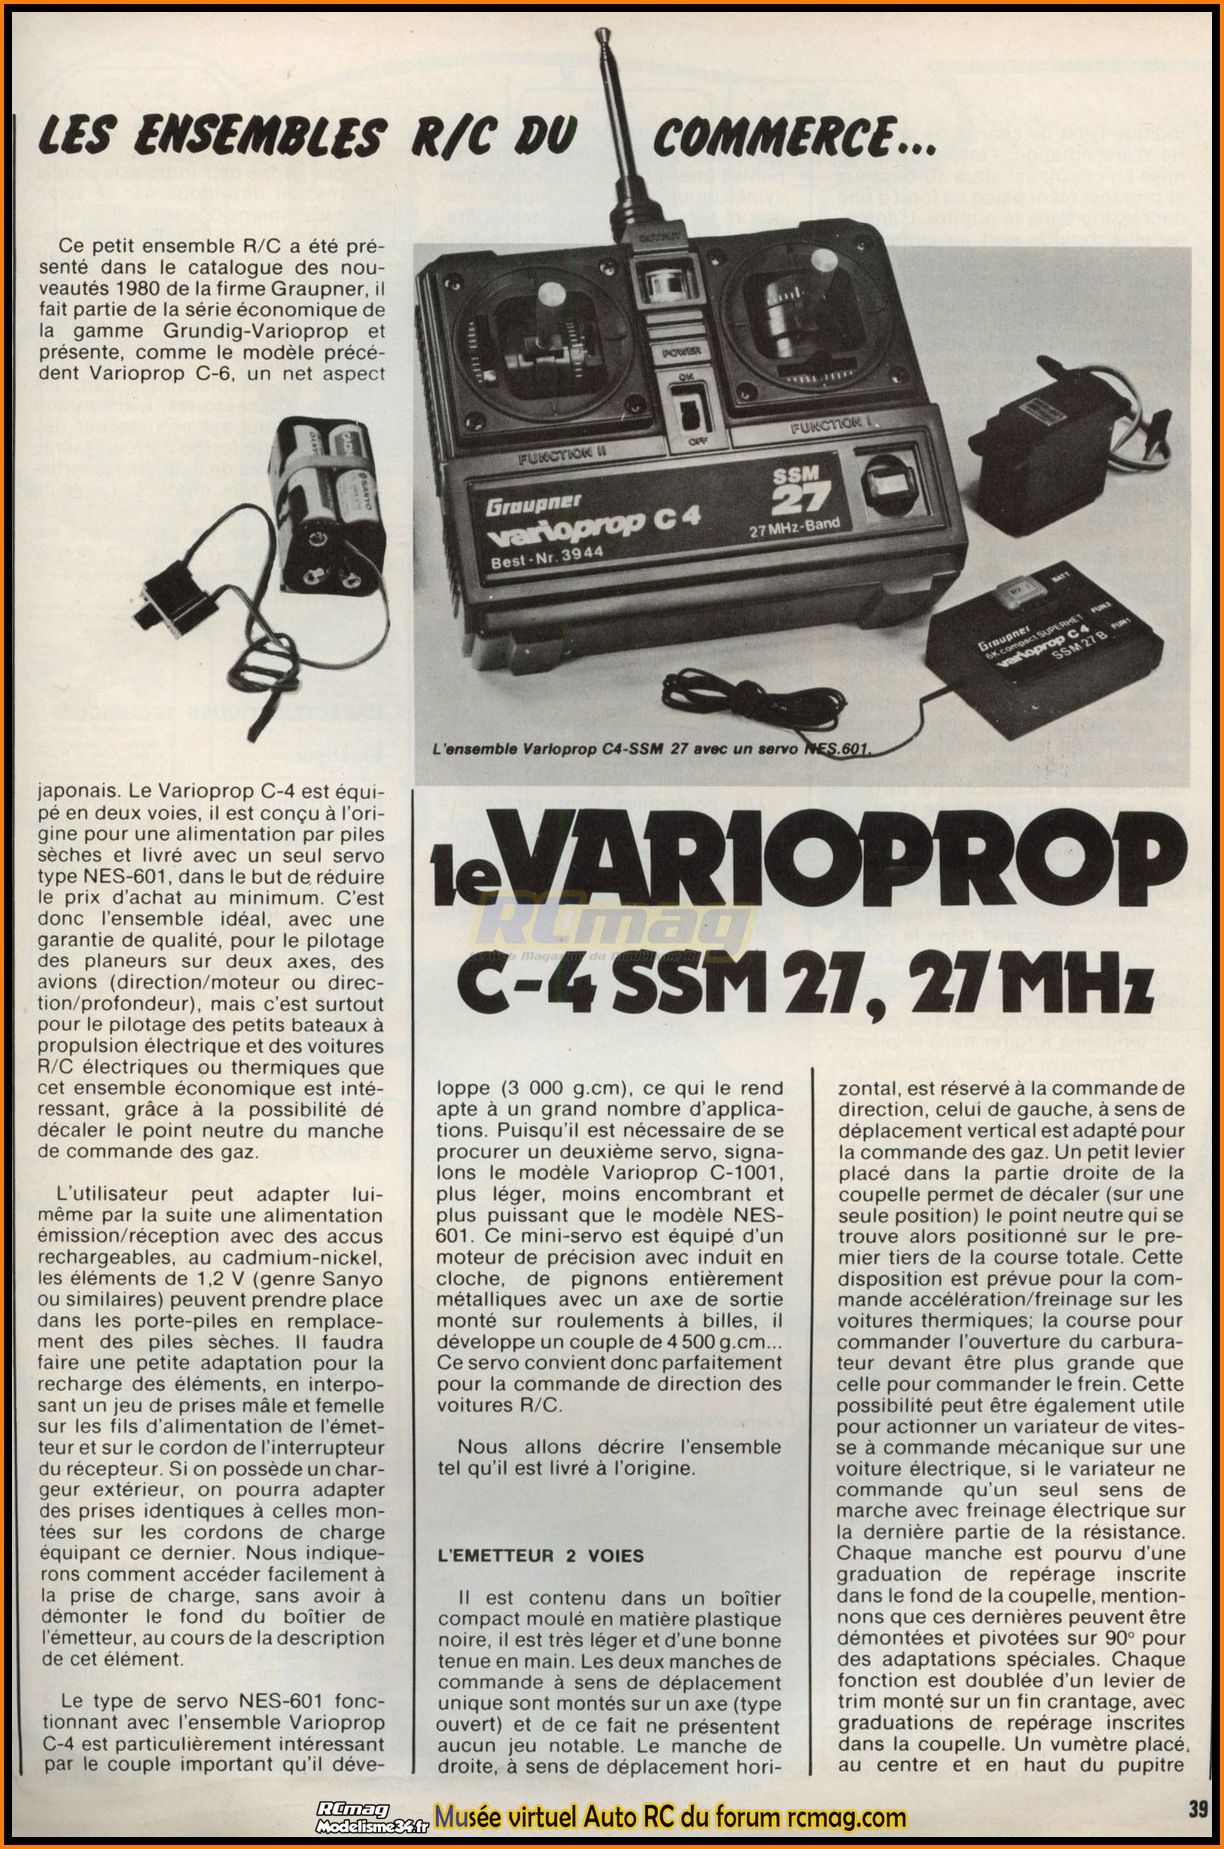 LES ENSEMBLES R/C DU COMMERCE...
Ce petit ensemble R/C a été pré-
senté dans le catalogue des nou-
veautés 1980 de la firme Graupner, il
fait partie de la série économique de
la gamme Grundig-Varioprop et
présente, comme le modèle précé-
dent Varioprop C-6, un net aspect
OUTPUT
POWER
ON
OFF
FUNCTION II
FUNCTION I
Graupner
varioprop C 4
Best-Nr. 3944
SSM
27
27 MHz-Band
SANYO
RX
BATT
FUN 2
FUN 1
Graupner
6K compact SUPERHET
varioprop C 4
SSM 27 B
L'ensemble Varioprop C4-SSM 27 avec un servo NES.601.
japonais. Le Varioprop C-4 est équi-
pé en deux voies, il est conçu à l'ori-
gine pour une alimentation par piles
sèches et livré avec un seul servo
type NES-601, dans le but de réduire
le prix d'achat au minimum. C'est
donc l'ensemble idéal, avec une
garantie de qualité, pour le pilotage
des planeurs sur deux axes, des
avions (direction/moteur ou direc-
tion/profondeur), mais c'est surtout
pour le pilotage des petits bateaux à
propulsion électrique et des voitures
R/C électriques ou thermiques que
cet ensemble économique est inté-
ressant, grâce à la possibilité dé
décaler le point neutre du manche
de commande des gaz.
L'utilisateur peut adapter lui-
même par la suite une alimentation
émission/réception avec des accus
rechargeables, au cadmium-nickel,
les éléments de 1,2 V (genre Sanyo
ou similaires) peuvent prendre place
dans les porte-piles en remplace-
ment des piles sèches. Il faudra
faire une petite adaptation pour la
recharge des éléments, en interpo-
sant un jeu de prises mâle et femelle
sur les fils d'alimentation de l'émet-
teur et sur le cordon de l'interrupteur
du récepteur. Si on possède un char-
geur extérieur, on pourra adapter
des prises identiques à celles mon-
tées sur les cordons de charge
équipant ce dernier. Nous indique-
rons comment accéder facilement à
la prise de charge, sans avoir à
démonter le fond du boîtier de
l'émetteur, au cours de la description
de cet élément.
Le type de servo NES-601 fonc-
tionnant avec l'ensemble Varioprop
C-4 est particulièrement intéressant
par le couple important qu'il déve-
le VARIOPROP
C-4 SSM 27, 27 MHz
RCmag
Le Web Magazine du Modélisme RC
loppe (3 000 g.cm), ce qui le rend
apte à un grand nombre d'applica-
tions. Puisqu'il est nécessaire de se
procurer un deuxième servo, signa-
lons le modèle Varioprop C-1001,
plus léger, moins encombrant et
plus puissant que le modèle NES-
601. Ce mini-servo est équipé d'un
moteur de précision avec induit en
cloche, de pignons entièrement
métalliques avec un axe de sortie
monté sur roulements à billes, il
développe un couple de 4 500 g.cm...
Ce servo convient donc parfaitement
pour la commande de direction des
voitures R/C.
Nous allons décrire l'ensemble
tel qu'il est livré à l'origine.
L'EMETTEUR 2 VOIES
Il est contenu dans un boîtier
compact moulé en matière plastique
noire, il est très léger et d'une bonne
tenue en main. Les deux manches de
commande à sens de déplacement
unique sont montés sur un axe (type
ouvert) et de ce fait ne présentent
aucun jeu notable. Le manche de
droite, à sens de déplacement hori-
zontal, est réservé à la commande de
direction, celui de gauche, à sens de
déplacement vertical est adapté pour
la commande des gaz. Un petit levier
placé dans la partie droite de la
coupelle permet de décaler (sur une
seule position) le point neutre qui se
trouve alors positionné sur le pre-
mier tiers de la course totale. Cette
disposition est prévue pour la com-
mande accélération/freinage sur les
voitures thermiques; la course pour
commander l'ouverture du carbura-
teur devant être plus grande que
celle pour commander le frein. Cette
possibilité peut être également utile
pour actionner un variateur de vites-
se à commande mécanique sur une
voiture électrique, si le variateur ne
commande qu'un seul sens de
marche avec freinage électrique sur
la dernière partie de la résistance.
Chaque manche est pourvu d'une
graduation de repérage inscrite
dans le fond de la coupelle, mention-
nons que ces dernières peuvent être
démontées et pivotées sur 90° pour
des adaptations spéciales. Chaque
fonction est doublée d'un levier de
trim monté sur un fin crantage, avec
graduations de repérage inscrites
dans la coupelle. Un vumètre placé,
au centre et en haut du pupitre
39
RCmag
Modelisme34.fr
Musée virtuel Auto RC du forum rcmag.com